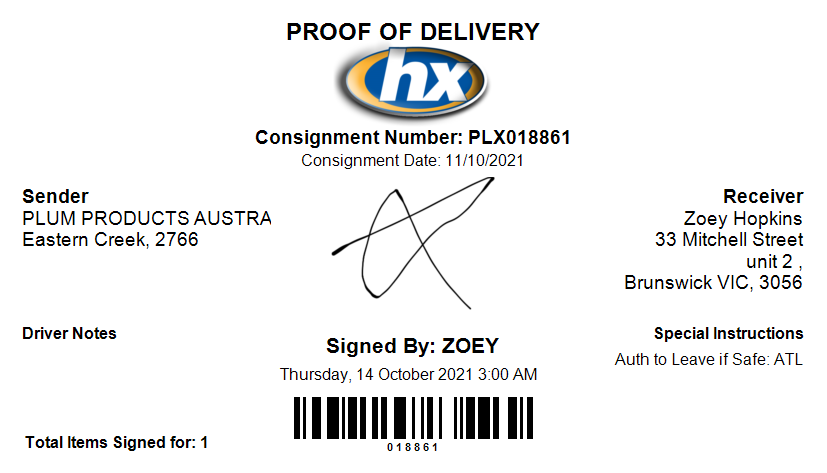 PROOF OF DELIVERY
hx
Consignment Number: PLX018861
Consignment Date: 11/10/2021
Sender
PLUM PRODUCTS AUSTRA
Eastern Creek, 2766
Receiver
Zoey Hopkins
33 Mitchell Street
unit 2 ,
Brunswick VIC, 3056
Driver Notes
Signed By: ZOEY
Thursday, 14 October 2021 3:00 AM
Special Instructions
Auth to Leave if Safe: ATL
018861
Total Items Signed for: 1